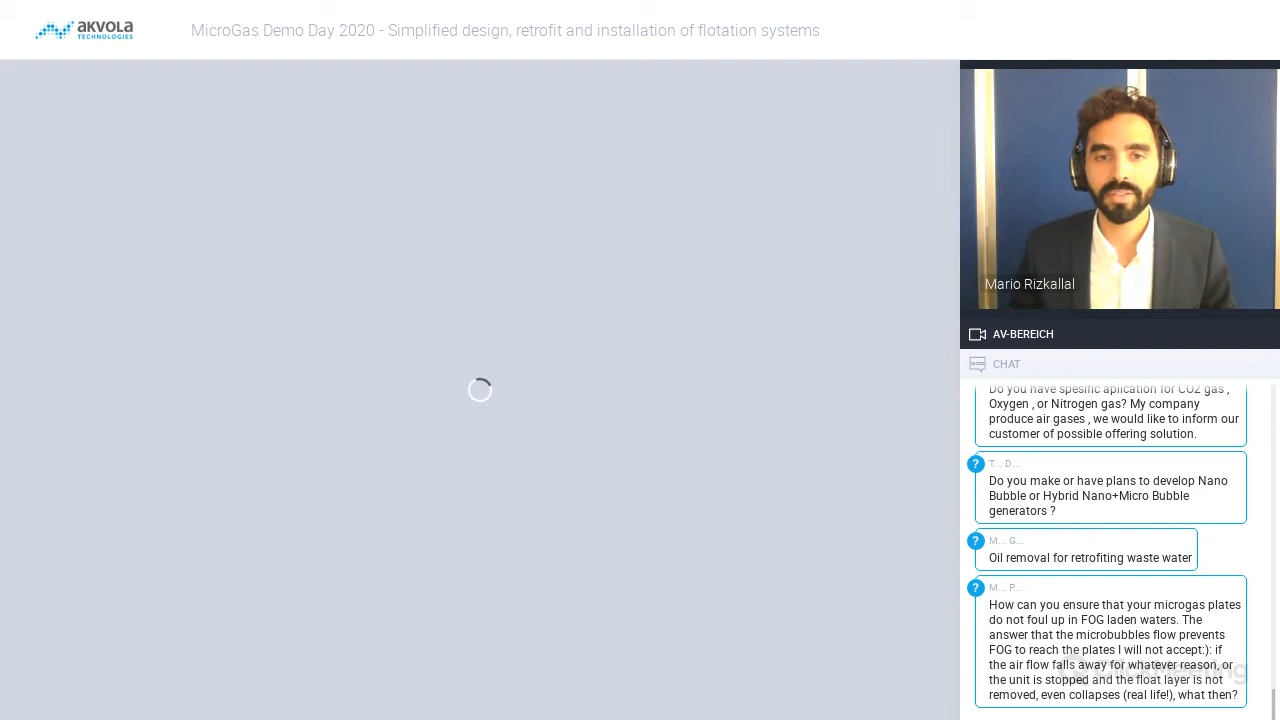 akvola
TECHNOLOGIES
MicroGas Demo Day 2020 - Simplified design, retrofit and installation of flotation systems
Mario Rizkallal
AV-BEREICH
CHAT
Do you have spesific aplication for CO2 gas ,
Oxygen , or Nitrogen gas? My company
produce air gases , we would like to inform our
customer of possible offering solution.
? T... D...
Do you make or have plans to develop Nano
Bubble or Hybrid Nano+Micro Bubble
generators ?
? M... G...
Oil removal for retrofiting waste water
? M... P...
How can you ensure that your microgas plates
do not foul up in FOG laden waters. The
answer that the microbubbles flow prevents
FOG to reach the plates I will not accept:): if
the air flow falls away for whatever reason, or
the unit is stopped and the float layer is not
removed, even collapses (real life!), what then?